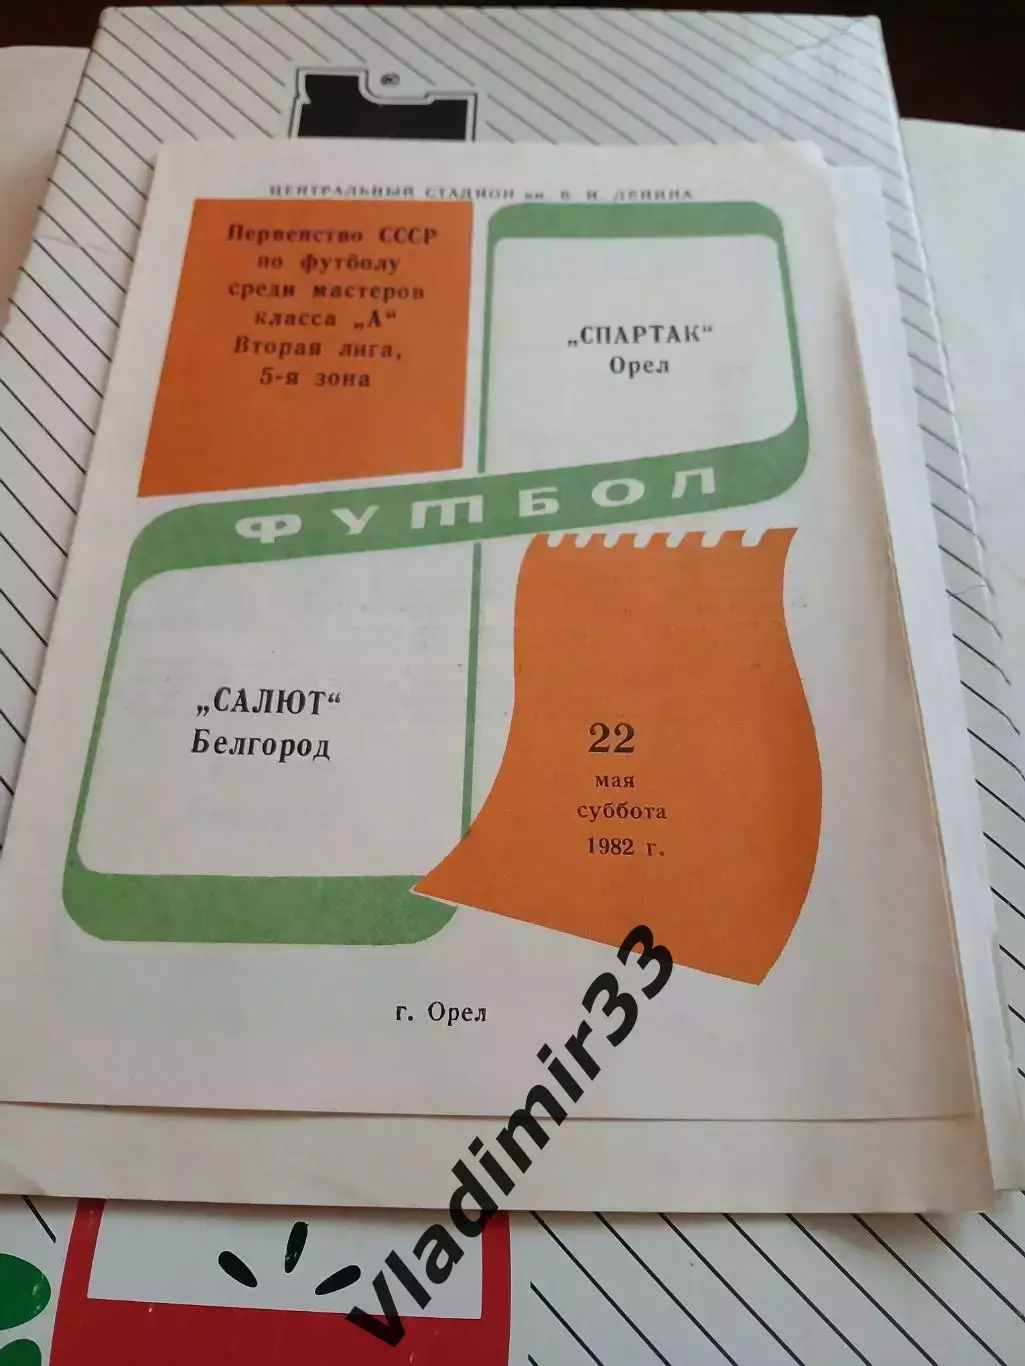 ®
ЦЕНТРАЛЬНЫЙ СТАДИОН им. В. И. ЛЕНИНА
Первенство СССР
по футболу
среди мастеров
класса „А“
Вторая лига,
5-я зона
„СПАРТАК“
Орел
ФУТБОЛ
„САЛЮТ“
Белгород
22
мая
суббота
1982 г.
г. Орел
vladimir33